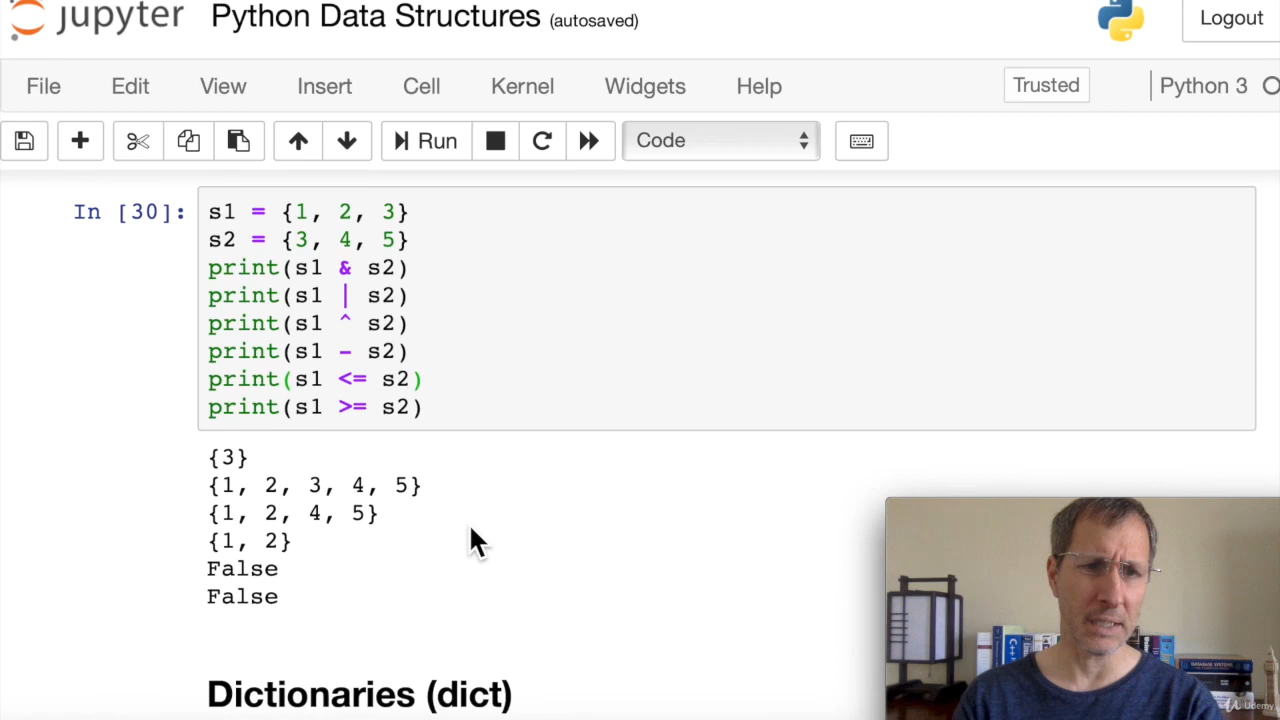 jupyter Python Data Structures (autosaved) Logout
File Edit View Insert Cell Kernel Widgets Help Trusted Python 3
Run Code
In [30]: s1 = {1, 2, 3}
s2 = {3, 4, 5}
print(s1 & s2)
print(s1 | s2)
print(s1 ^ s2)
print(s1 - s2)
print(s1 <= s2)
print(s1 >= s2)
{3}
{1, 2, 3, 4, 5}
{1, 2, 4, 5}
{1, 2}
False
False
Dictionaries (dict)
C++
DATABASE SYSTEMS
Udemy